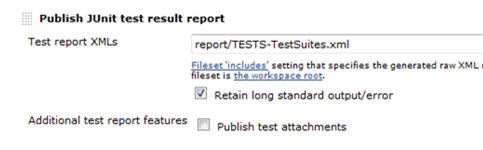 Publish JUnit test result report
Test report XMLs
report/TESTS-TestSuites.xml
Fileset 'includes' setting that specifies the generated raw XML
fileset is the workspace root.
Retain long standard output/error
Additional test report features
Publish test attachments